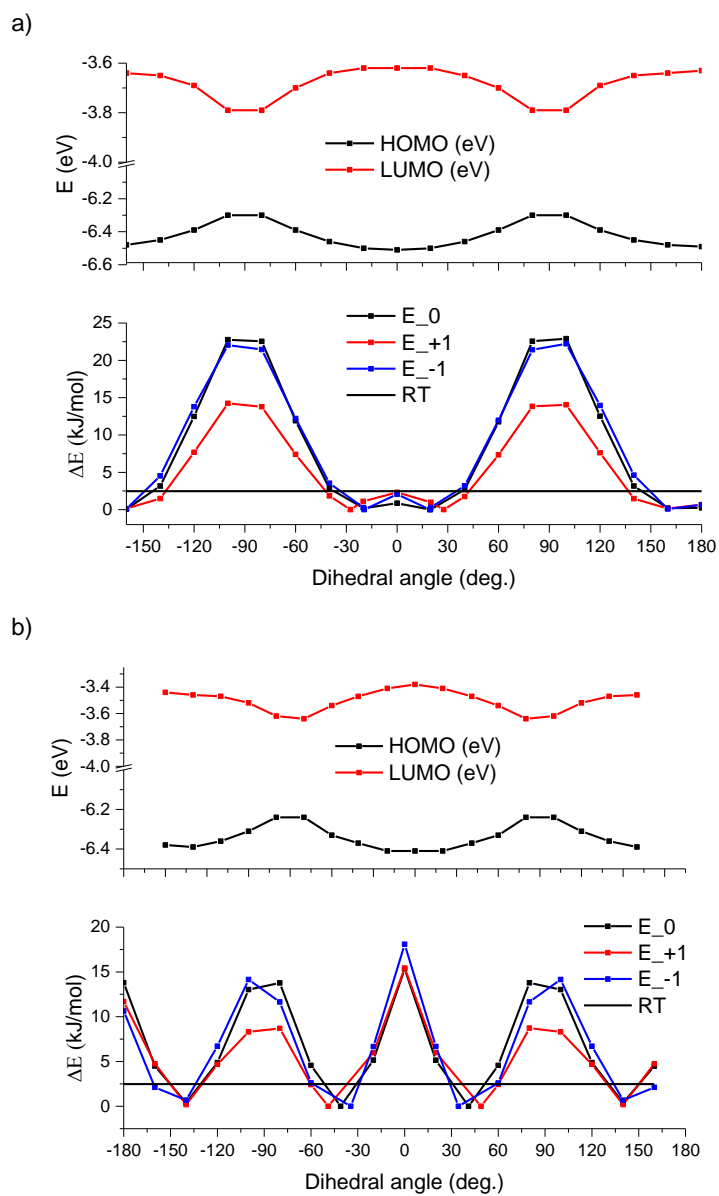 a)
-3.6
-3.8
-4.0
-6.2
-6.4
-6.6
E (eV)
HOMO (eV)
LUMO (eV)
25
20
15
10
5
0
ΔE (kJ/mol)
E_0
E_+1
E_-1
RT
-150 -120 -90 -60 -30 0 30 60 90 120 150 180
Dihedral angle (deg.)
b)
-3.4
-3.6
-4.0
-6.2
-6.4
E (eV)
HOMO (eV)
LUMO (eV)
20
15
10
5
0
ΔE (kJ/mol)
E_0
E_+1
E_-1
RT
-180 -150 -120 -90 -60 -30 0 30 60 90 120 150 180
Dihedral angle (deg.)